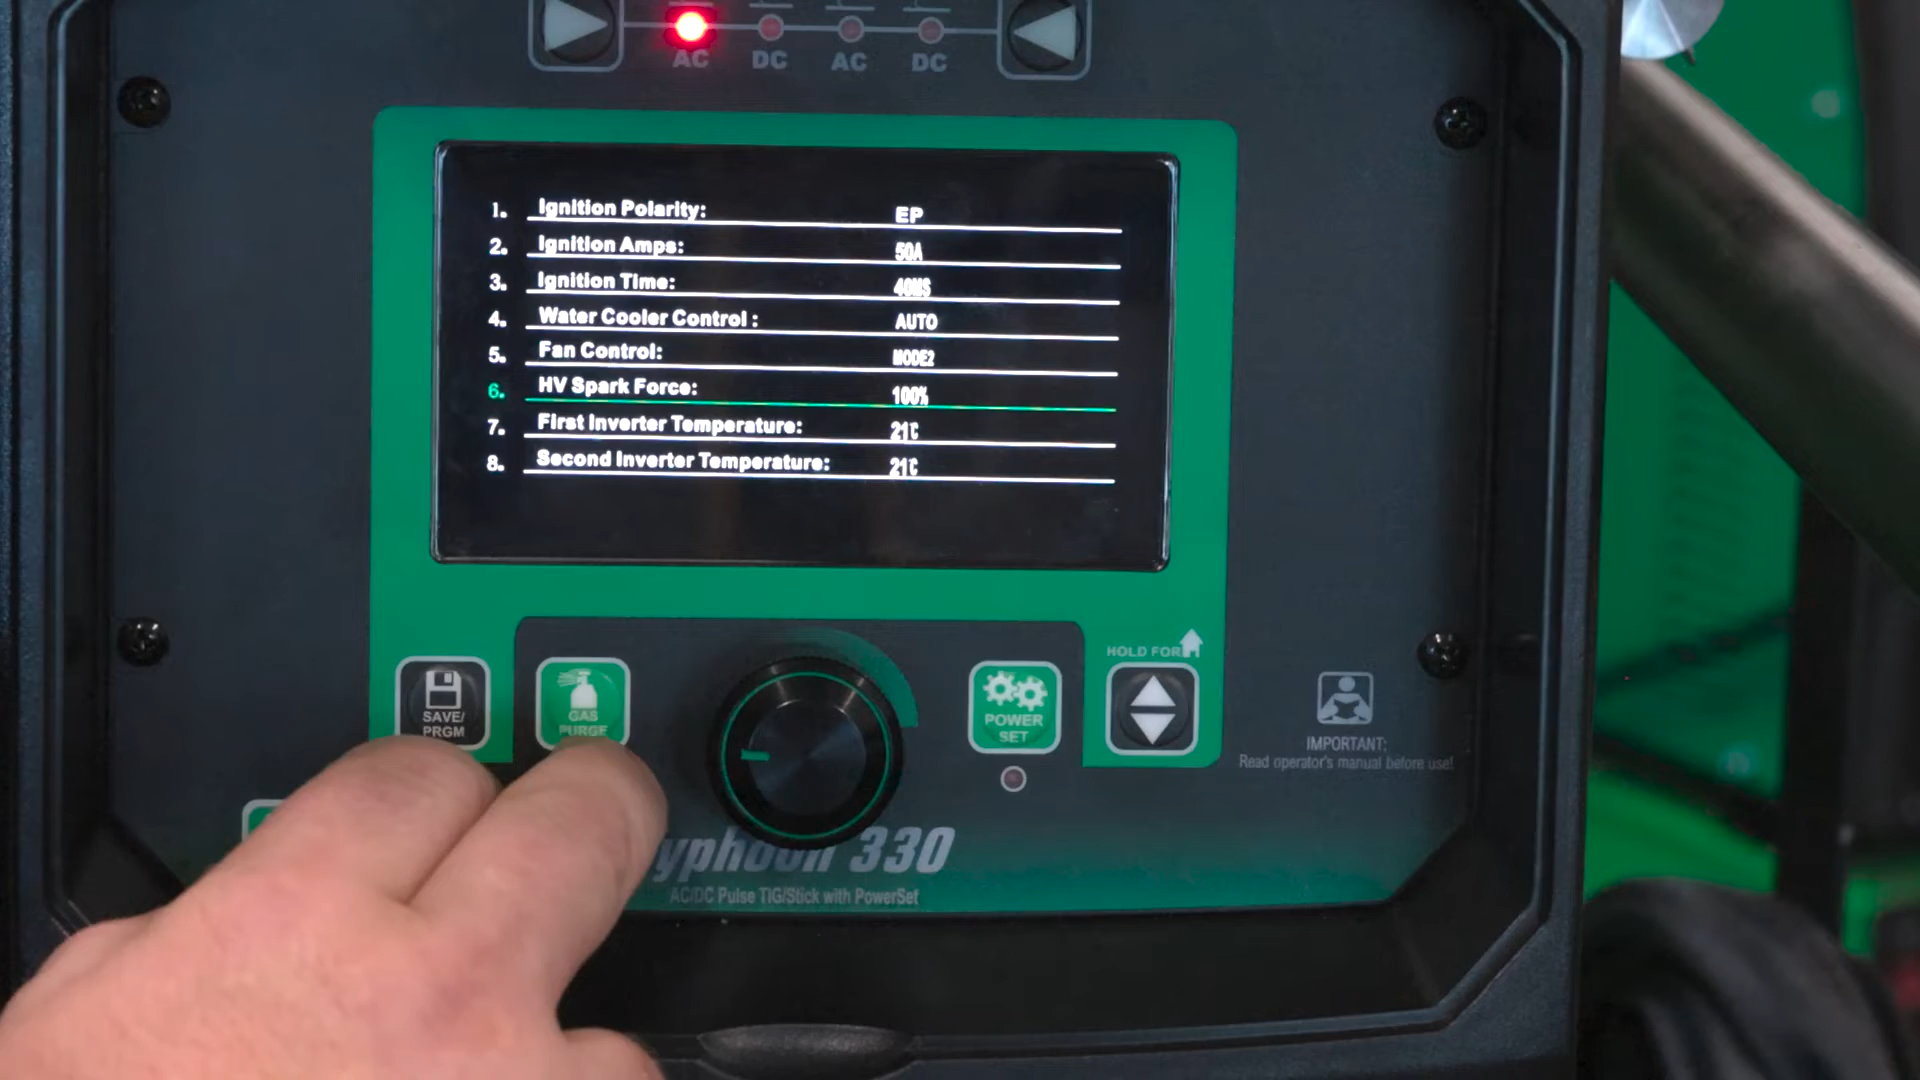 AC DC AC DC
1. Ignition Polarity: EP
2. Ignition Amps: 50A
3. Ignition Time: 40MS
4. Water Cooler Control : AUTO
5. Fan Control: MODE2
6. HV Spark Force: 100%
7. First Inverter Temperature: 21℃
8. Second Inverter Temperature: 21℃
HOLD FOR
SAVE/
PRGM
GAS
PURGE
POWER
SET
IMPORTANT:
Read operator's manual before use!
yphoon 330
AC/DC Pulse TIG/Stick with PowerSet